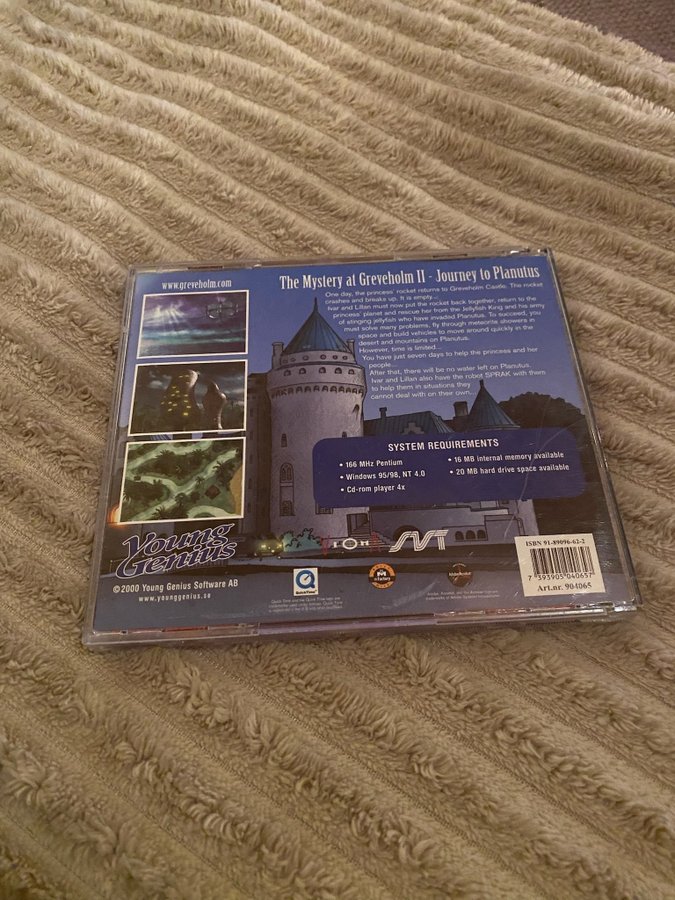 www.greveholm.com
The Mystery at Greveholm II - Journey to Planutus
One day, the princess' rocket returns to Greveholm Castle. The rocket
crashes and breaks up. It is empty...
Ivar and Lillan must now put the rocket back together, return to the
princess' planet and rescue her from the Jellyfish King and his army
of stinging jellyfish who have invaded Planutus. To succeed, you
must solve many problems, fly through meteorite showers in
space and build vehicles to move around quickly in the
desert and mountains on Planutus.
However, time is limited...
You have just seven days to help the princess and her
people...
After that, there will be no water left on Planutus.
Ivar and Lillan also have the robot SPRAK with them
to help them in situations they
cannot deal with on their own...
SYSTEM REQUIREMENTS
• 166 MHz Pentium
• Windows 95/98, NT 4.0
• Cd-rom player 4x
• 16 MB internal memory available
• 20 MB hard drive space available
Young
Genius
©2000 Young Genius Software AB
www.younggenius.se
SVT
QuickTime
ISBN 91-89096-62-2
7 393905 040657
Art.nr. 904065